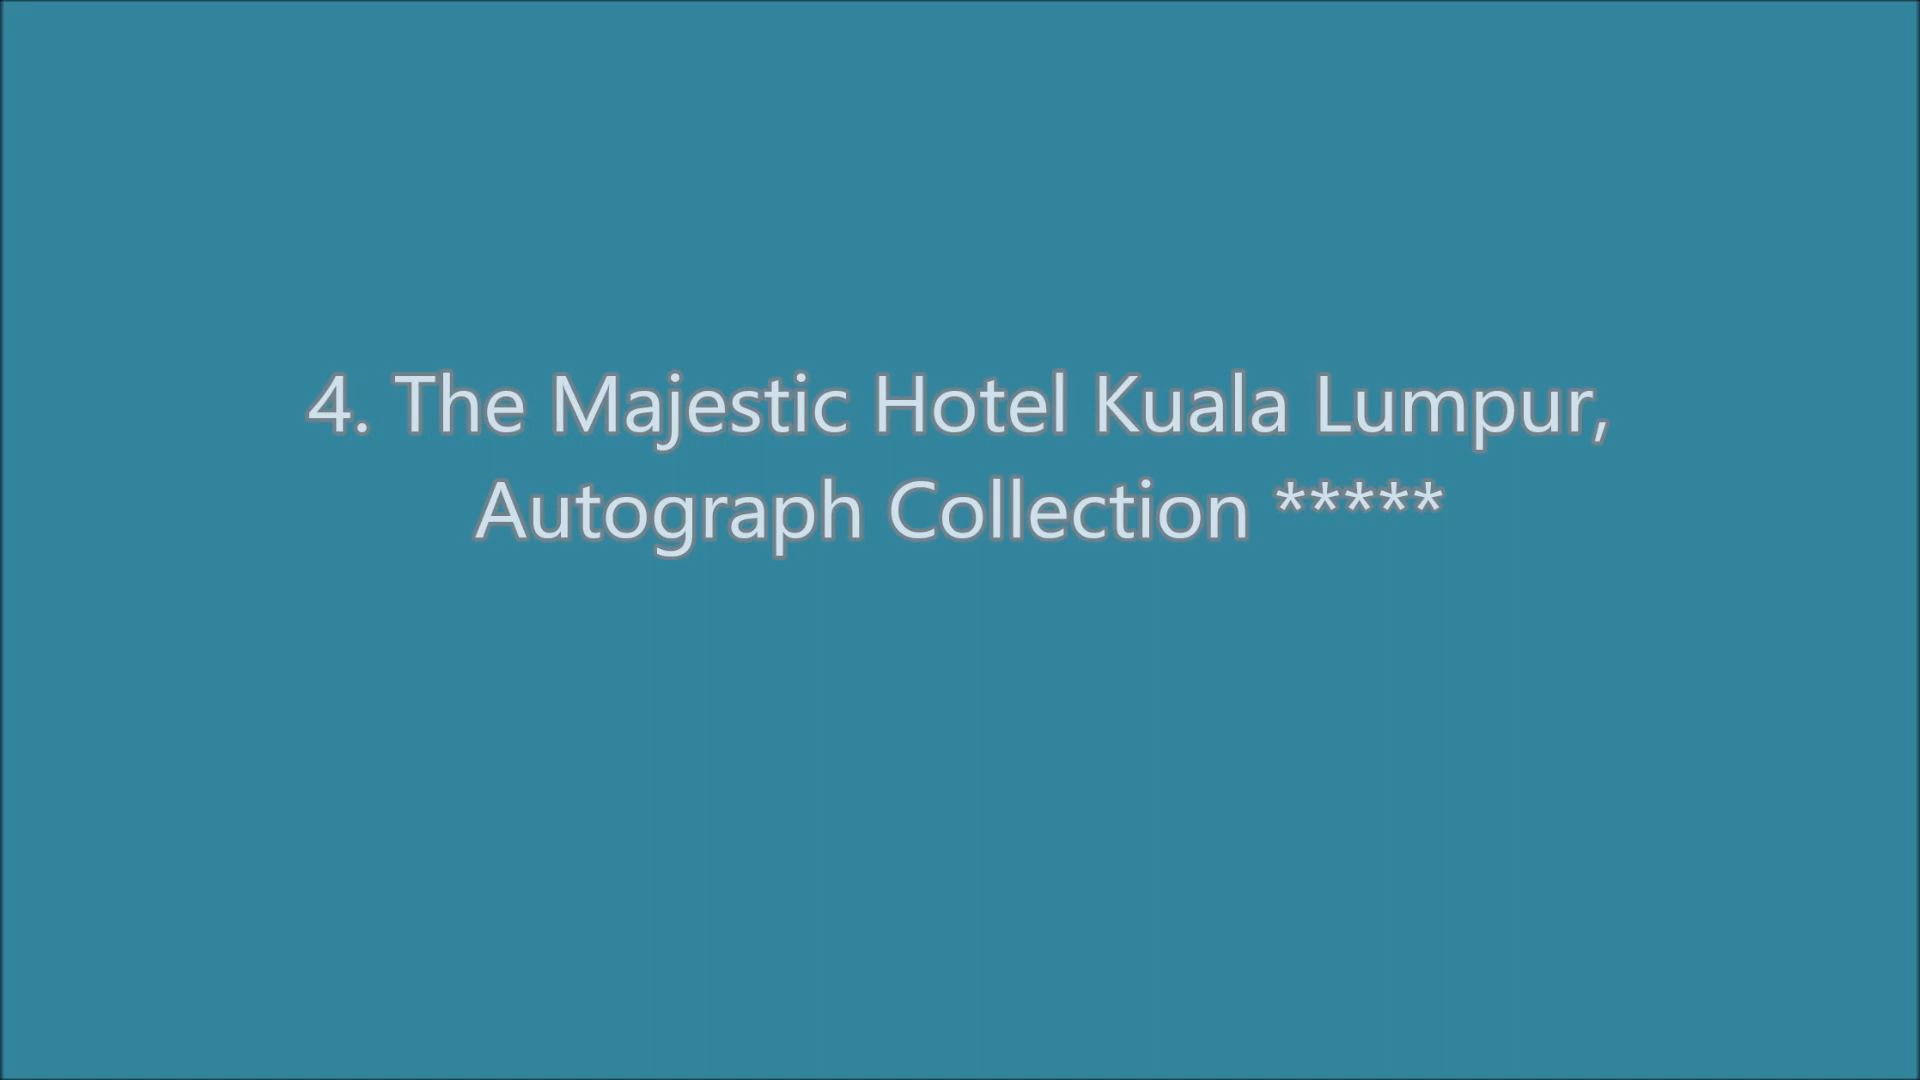 4. The Majestic Hotel Kuala Lumpur,
Autograph Collection *****